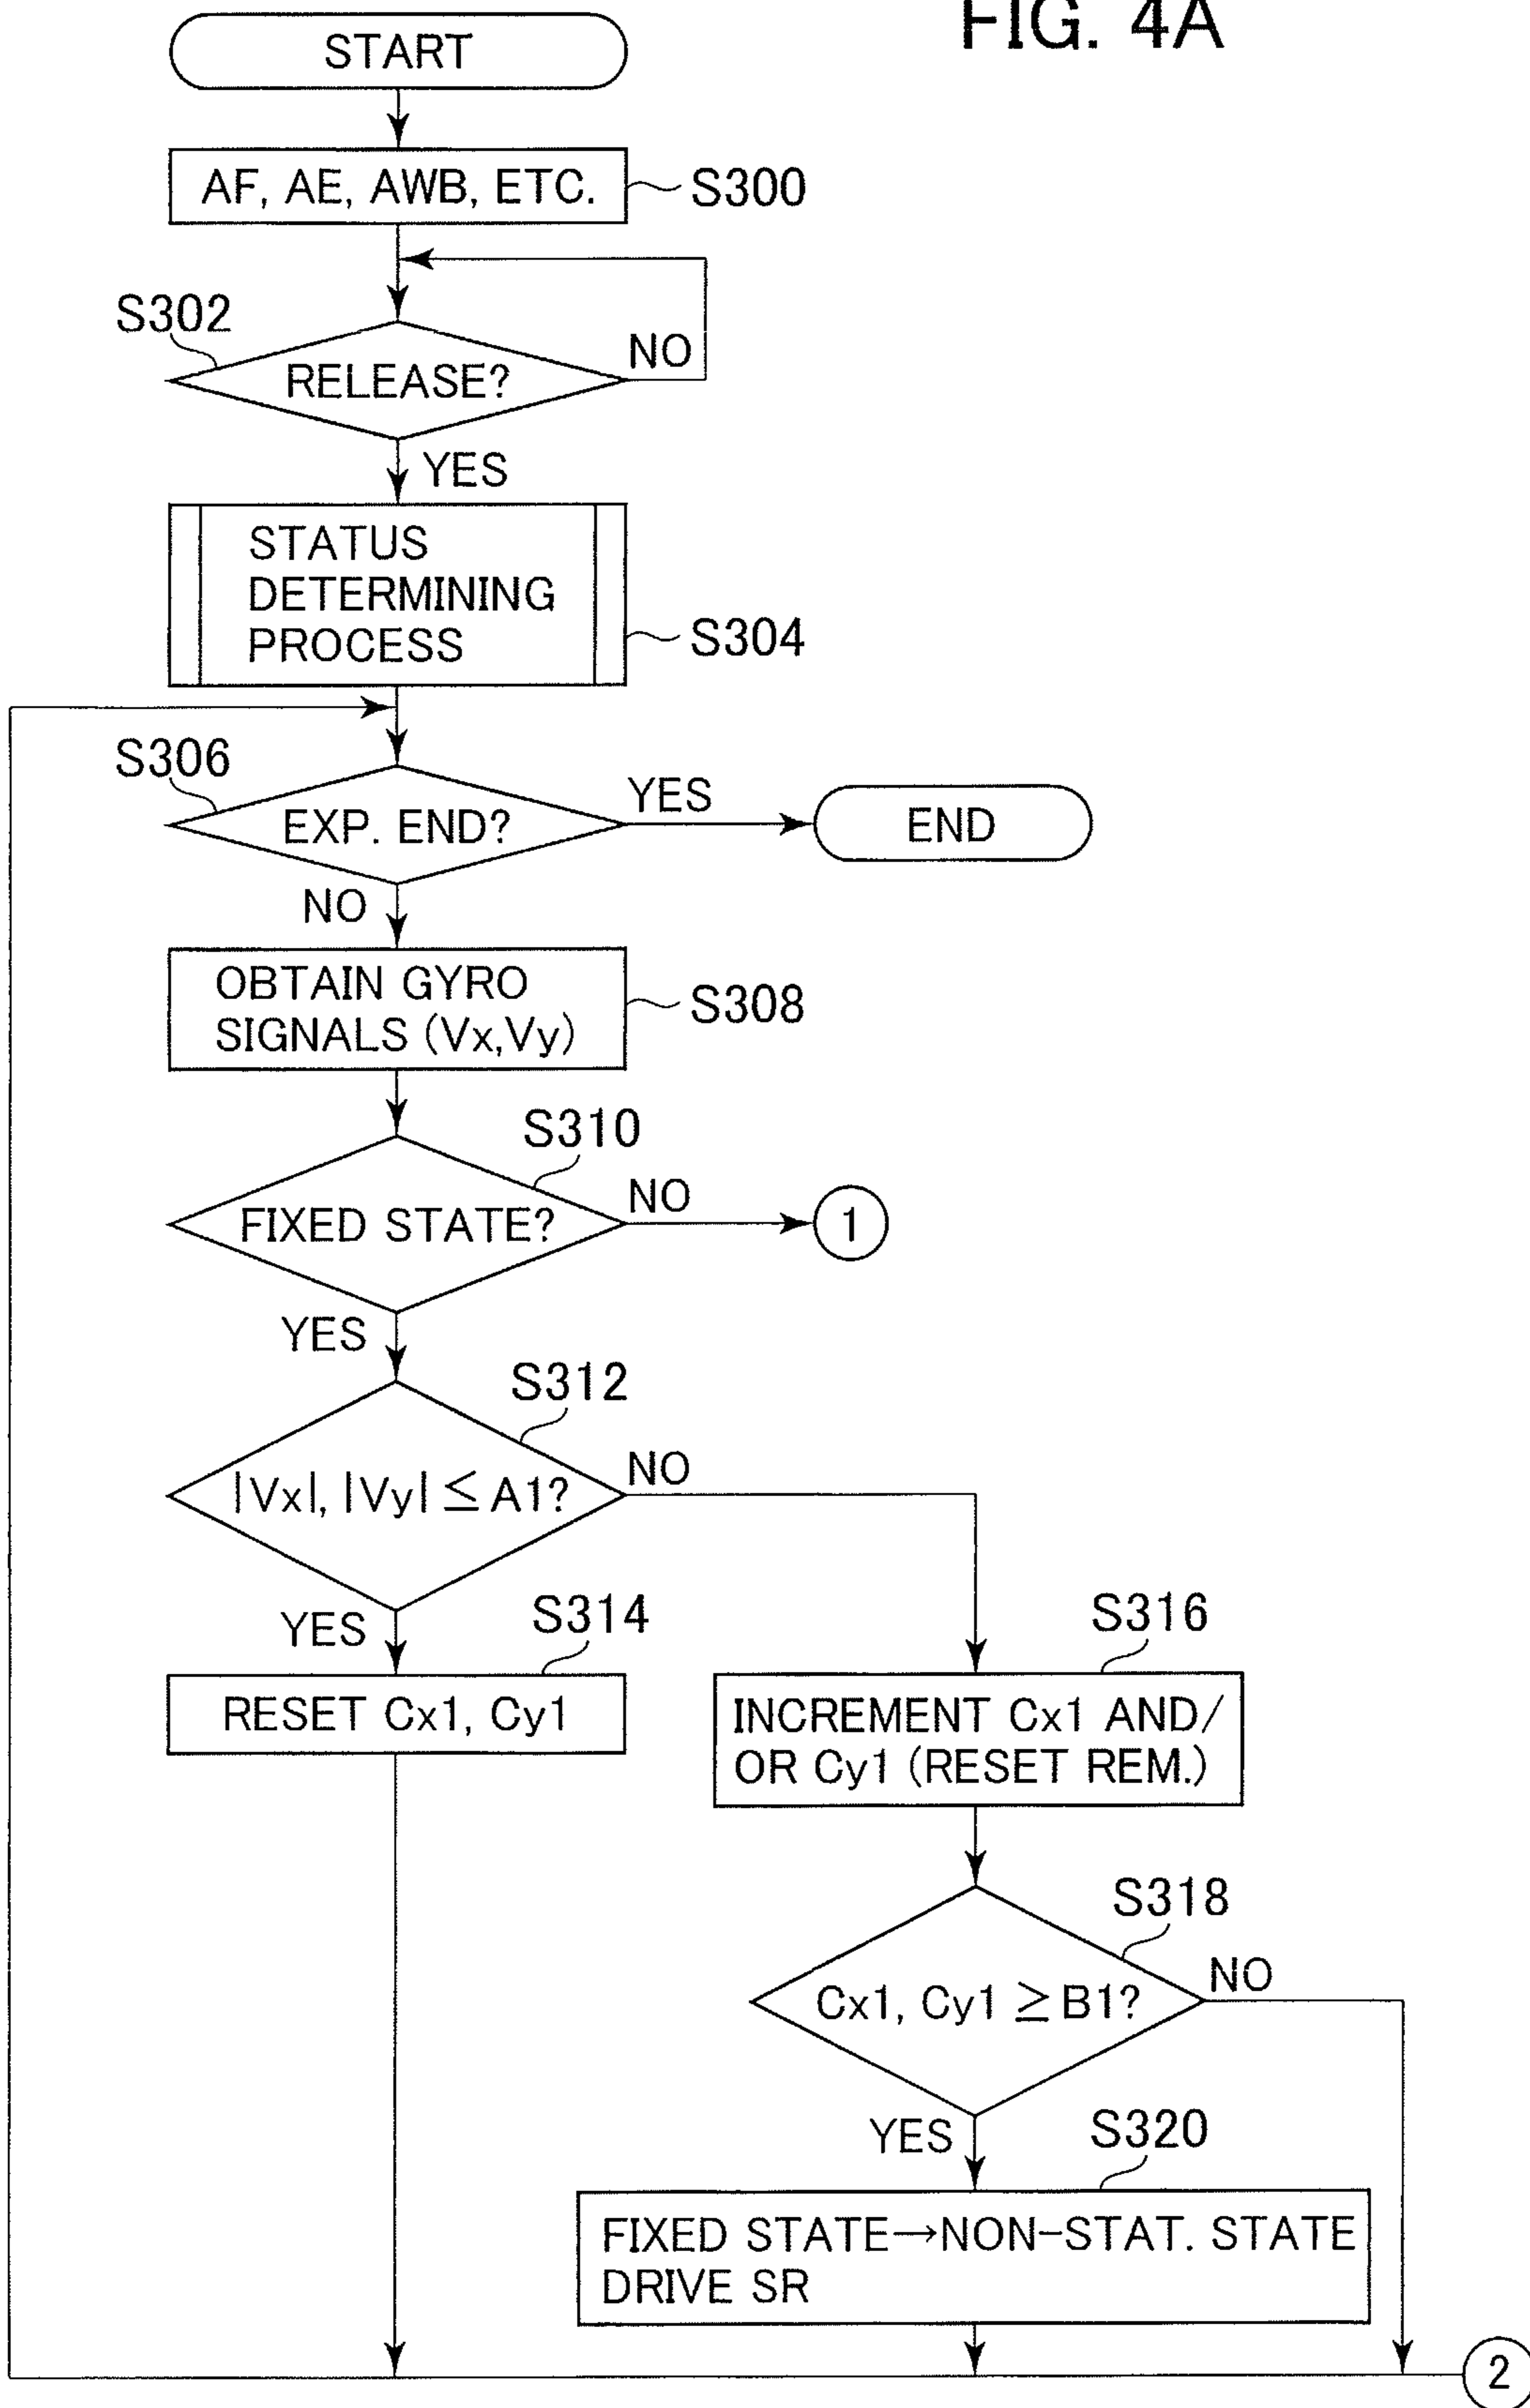 FIG. 4A
START
AF, AE, AWB, ETC.
S300
S302
RELEASE?
NO
YES
STATUS
DETERMINING
PROCESS
S304
S306
EXP. END?
YES
END
NO
OBTAIN GYRO
SIGNALS (Vx,Vy)
S308
S310
FIXED STATE?
NO
1
YES
S312
|Vx|, |Vy| ≦ A1?
NO
YES
S314
RESET Cx1, Cy1
S316
INCREMENT Cx1 AND/
OR Cy1 (RESET REM.)
S318
Cx1, Cy1 ≧ B1?
NO
YES
S320
FIXED STATE→NON-STAT. STATE
DRIVE SR
2